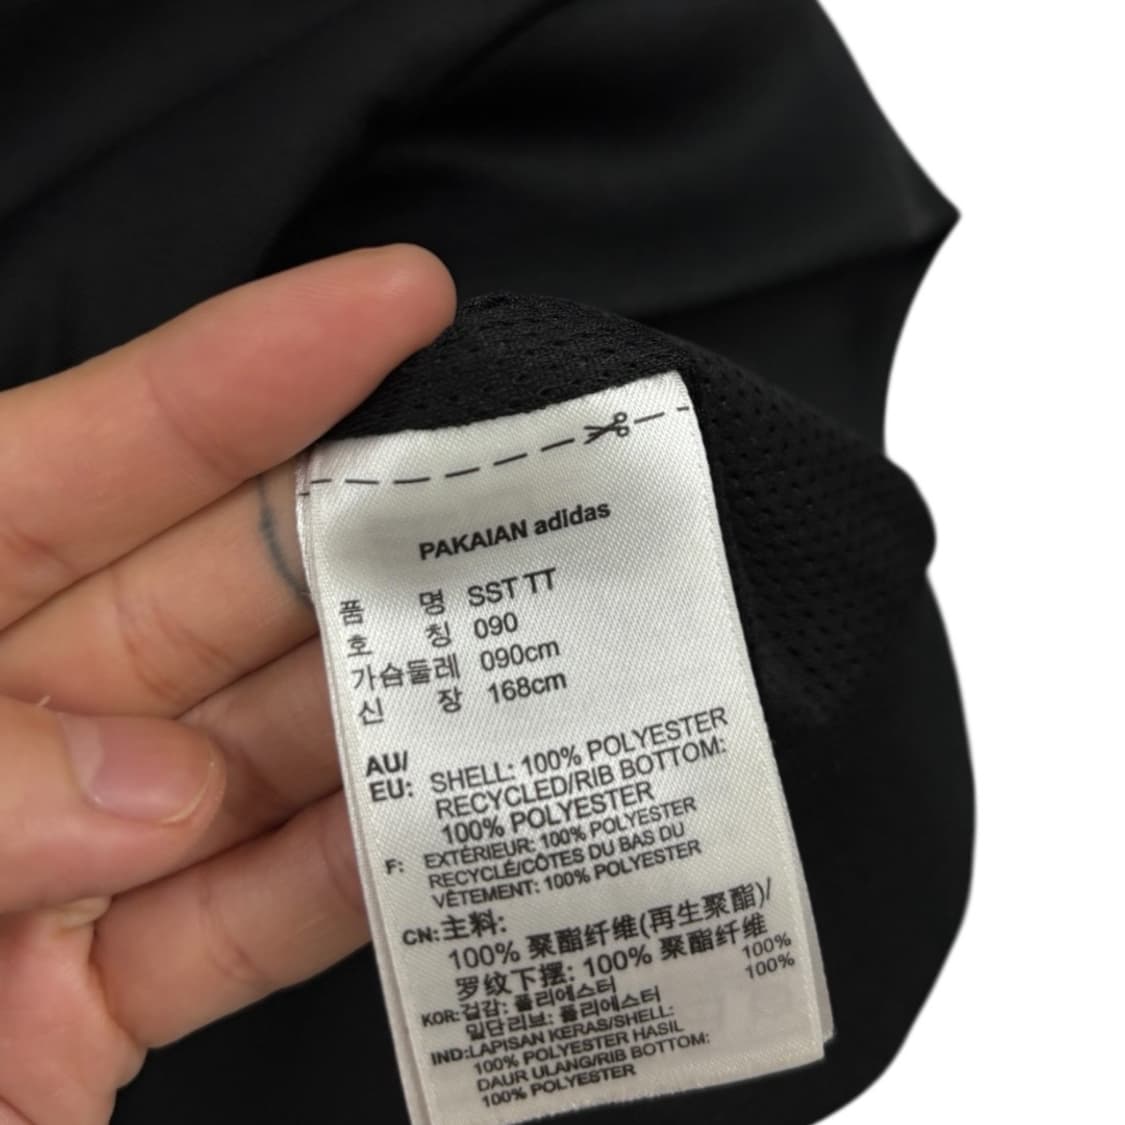 PAKAIAN adidas
품 명 SST TT
호 칭 090
가슴둘레 090cm
신 장 168cm
AU/
EU: SHELL: 100% POLYESTER
RECYCLED/RIB BOTTOM:
100% POLYESTER
F: EXTÉRIEUR: 100% POLYESTER
RECYCLÉ/CÔTES DU BAS DU
VÊTEMENT: 100% POLYESTER
CN: 主料:
100% 聚酯纤维(再生聚酯)/
罗纹下摆: 100% 聚酯纤维
KOR: 겉감: 폴리에스터 100%
밑단리브: 폴리에스터 100%
IND: LAPISAN KERAS/SHELL:
100% POLYESTER HASIL
DAUR ULANG/RIB BOTTOM:
100% POLYESTER